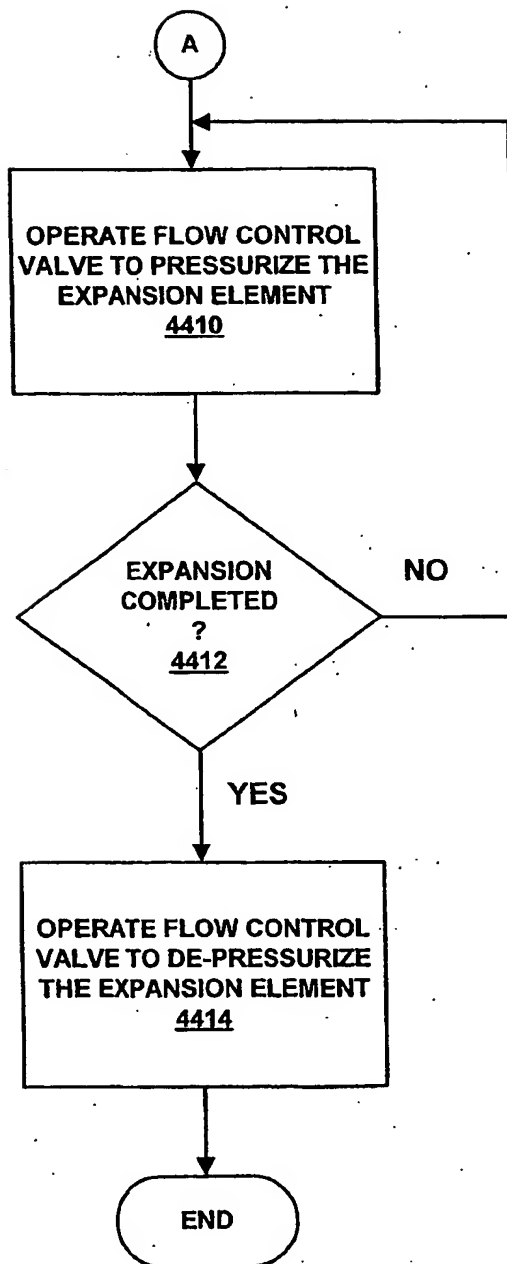 A
OPERATE FLOW CONTROL
VALVE TO PRESSURIZE THE
EXPANSION ELEMENT
4410
EXPANSION
COMPLETED
?
4412
NO
YES
OPERATE FLOW CONTROL
VALVE TO DE-PRESSURIZE
THE EXPANSION ELEMENT
4414
END